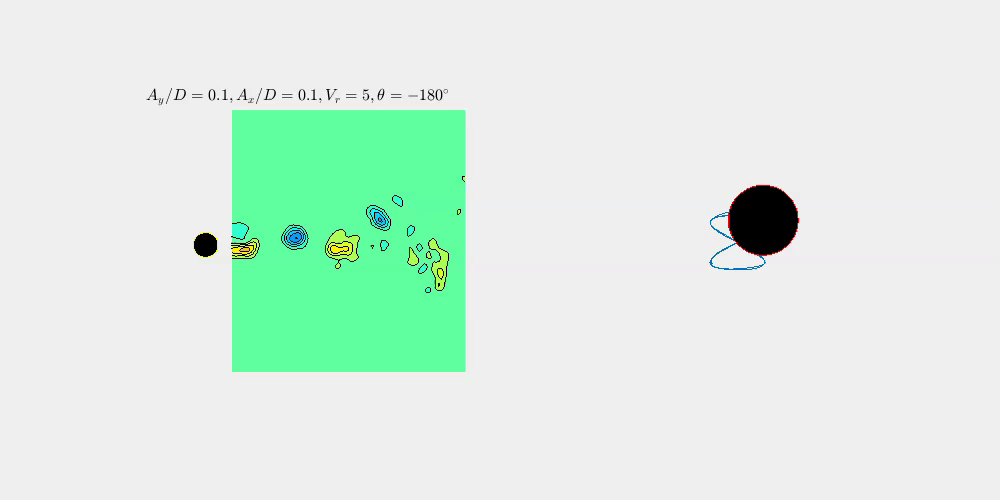 $A_y/D = 0.1, A_x/D = 0.1, V_r = 5, \theta = -180^\circ$